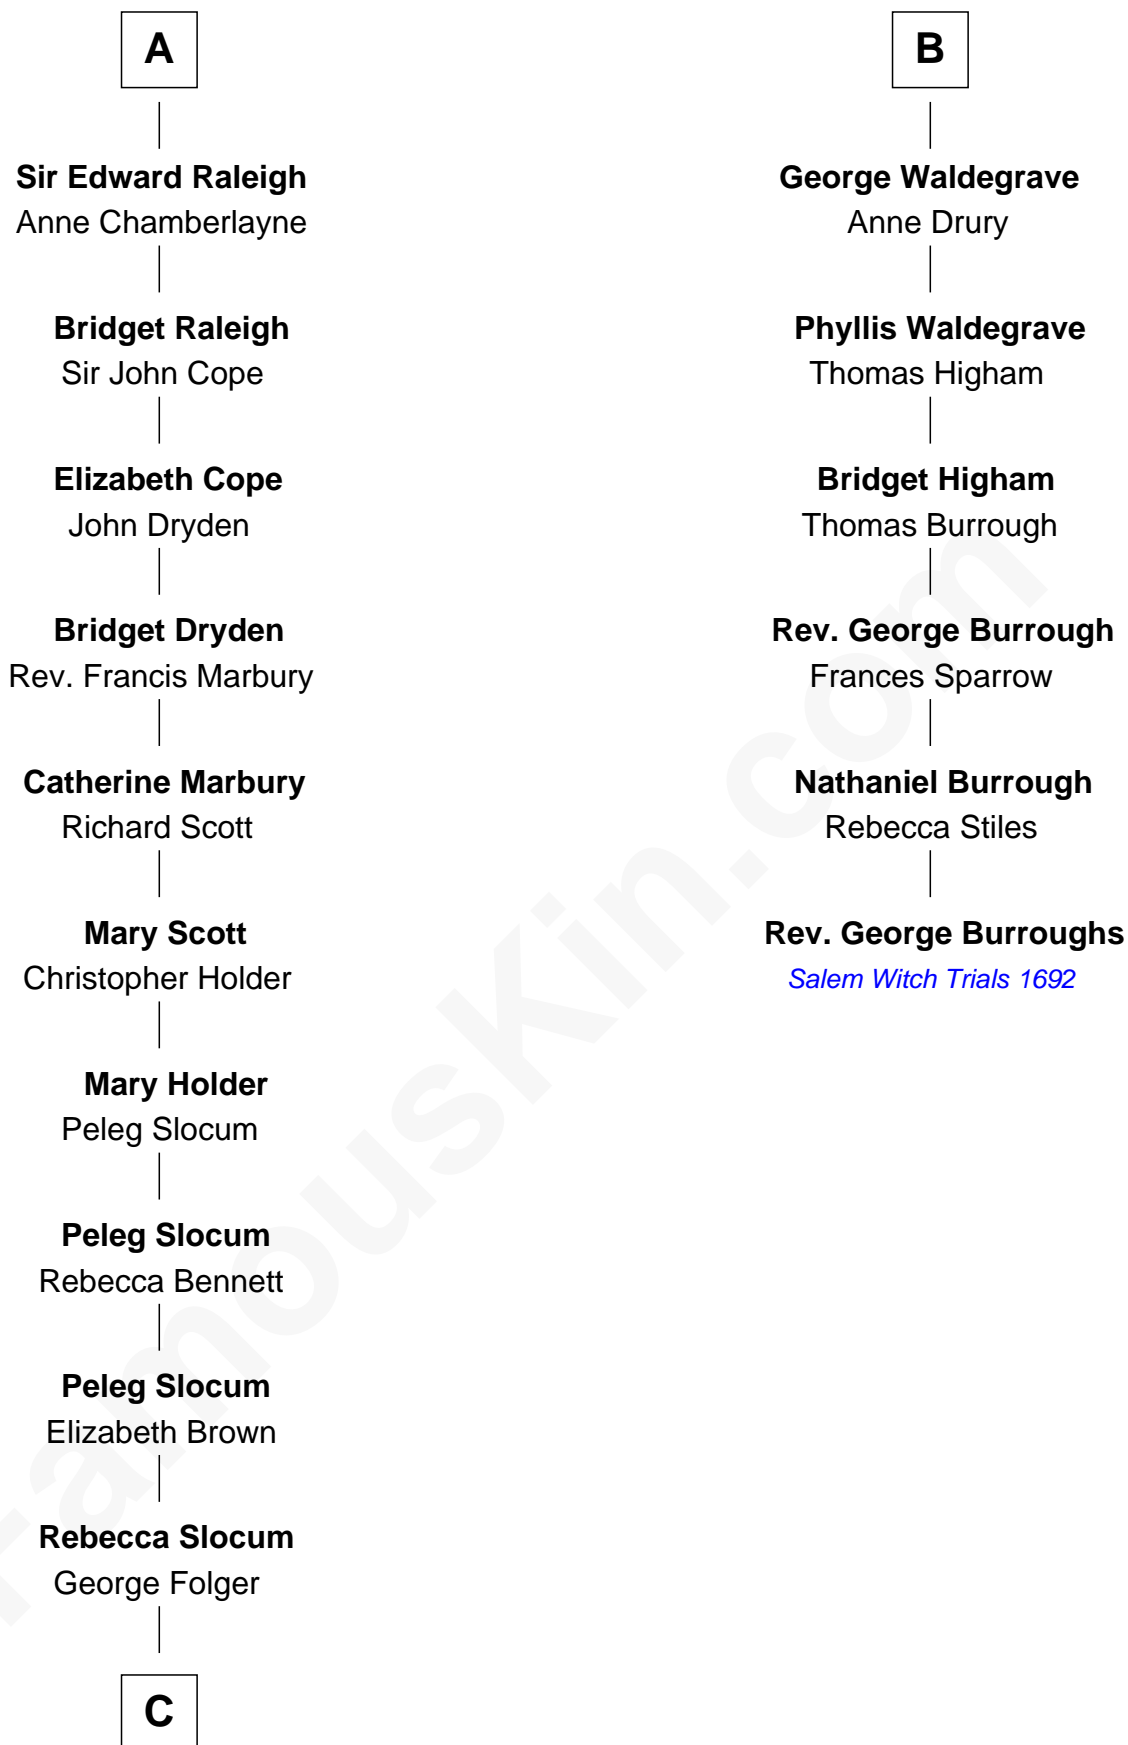 A
Sir Edward Raleigh
Anne Chamberlayne
Bridget Raleigh
Sir John Cope
Elizabeth Cope
John Dryden
Bridget Dryden
Rev. Francis Marbury
Catherine Marbury
Richard Scott
Mary Scott
Christopher Holder
Mary Holder
Peleg Slocum
Peleg Slocum
Rebecca Bennett
Peleg Slocum
Elizabeth Brown
Rebecca Slocum
George Folger
C
B
George Waldegrave
Anne Drury
Phyllis Waldegrave
Thomas Higham
Bridget Higham
Thomas Burrough
Rev. George Burrough
Frances Sparrow
Nathaniel Burrough
Rebecca Stiles
Rev. George Burroughs
Salem Witch Trials 1692
FamousKin.com